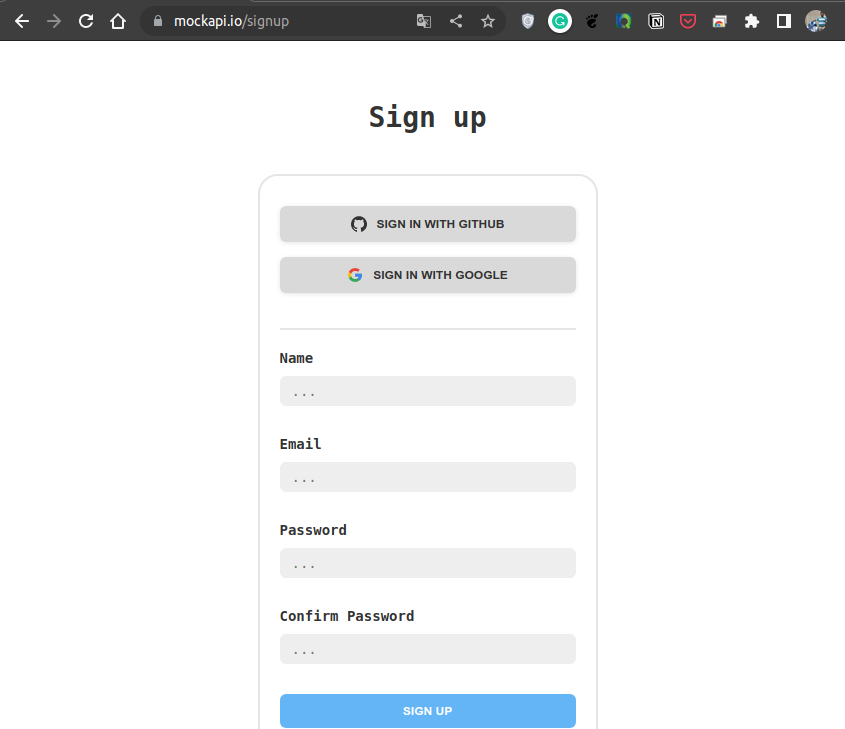 mockapi.io/signup
Sign up
SIGN IN WITH GITHUB
SIGN IN WITH GOOGLE
Name
...
Email
...
Password
...
Confirm Password
...
SIGN UP